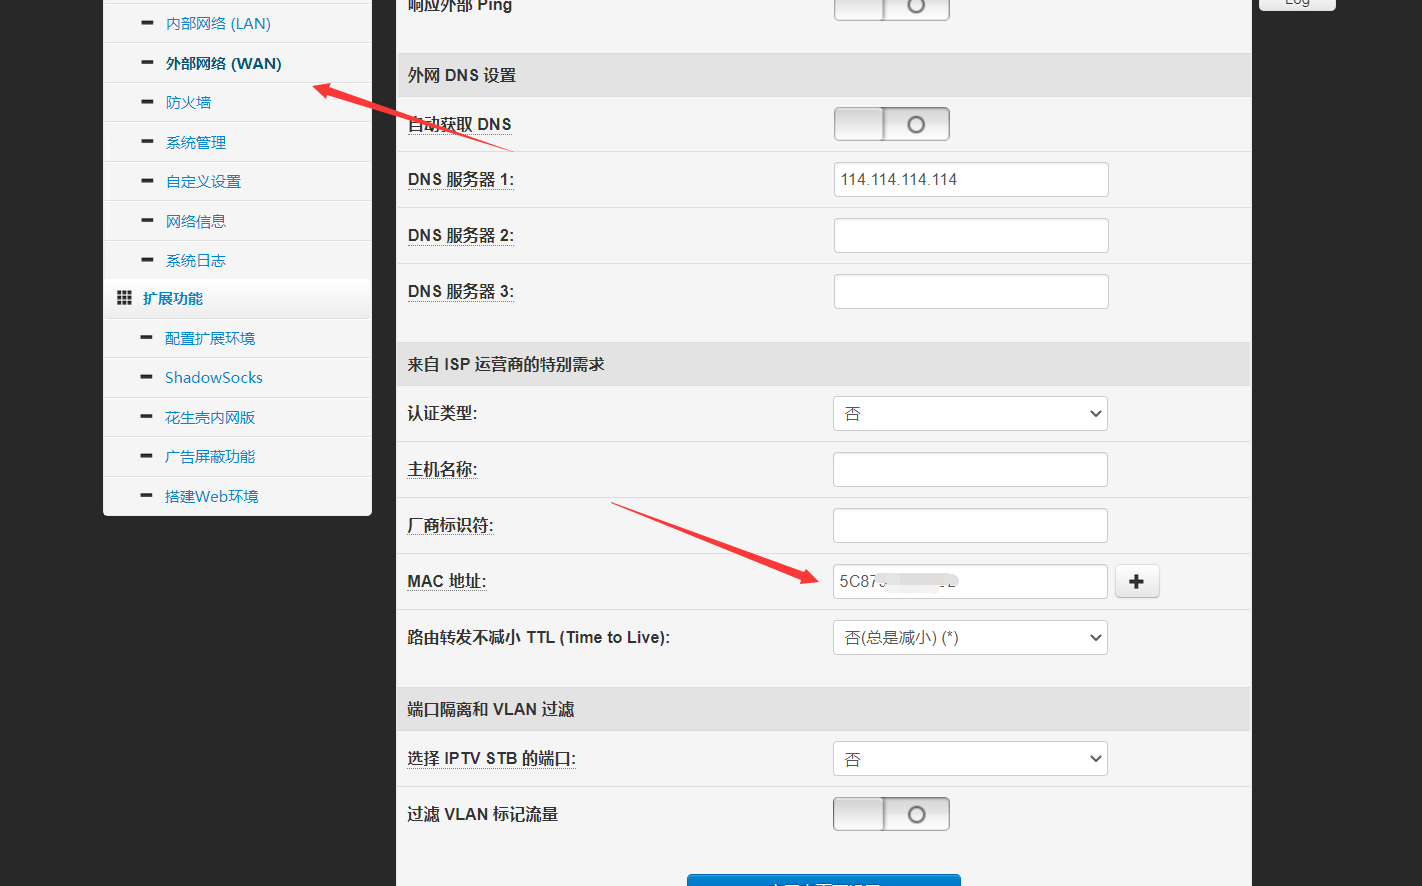 内部网络 (LAN)
外部网络 (WAN)
防火墙
系统管理
自定义设置
网络信息
系统日志
扩展功能
配置扩展环境
ShadowSocks
花生壳内网版
广告屏蔽功能
搭建Web环境
响应外部 Ping
外网 DNS 设置
自动获取 DNS
DNS 服务器 1:
114.114.114.114
DNS 服务器 2:
DNS 服务器 3:
来自 ISP 运营商的特别需求
认证类型:
否
主机名称:
厂商标识符:
MAC 地址:
5C87
路由转发不减小 TTL (Time to Live):
否(总是减小) (*)
端口隔离和 VLAN 过滤
选择 IPTV STB 的端口:
否
过滤 VLAN 标记流量
Log